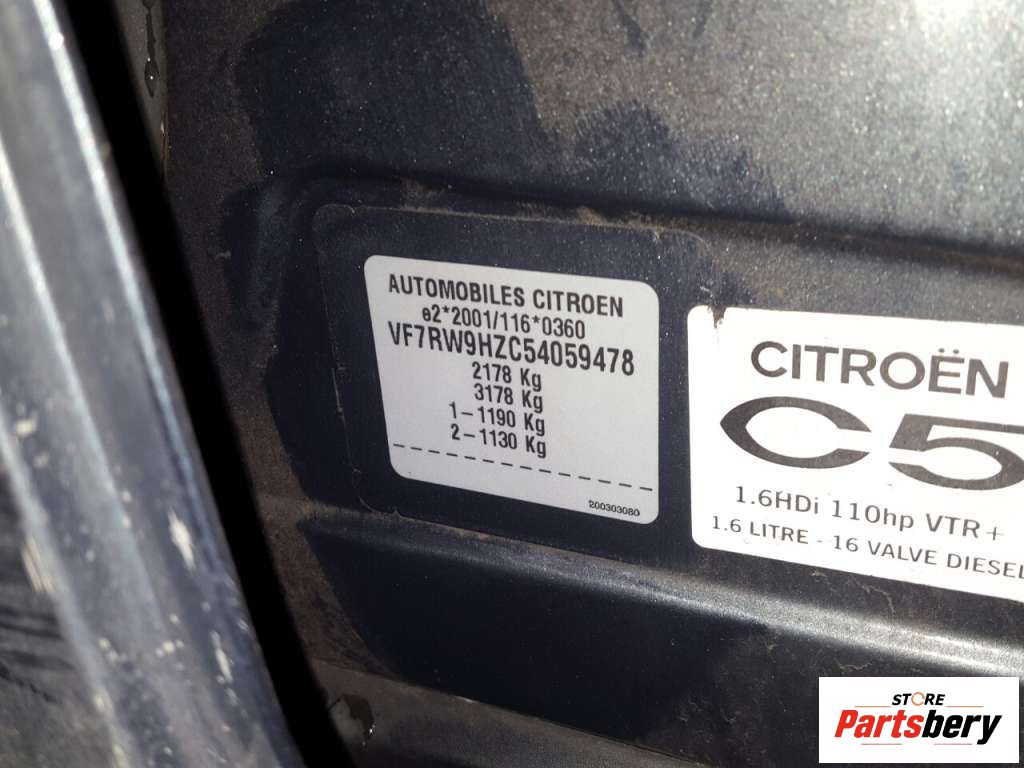 AUTOMOBILES CITROEN
e2*2001/116*0360
VF7RW9HZC54059478
2178 Kg
3178 Kg
1-1190 Kg
2-1130 Kg
200303080
CITROËN
C5
1.6HDi 110hp VTR+
1.6 LITRE - 16 VALVE DIESEL
STORE
Partsbery